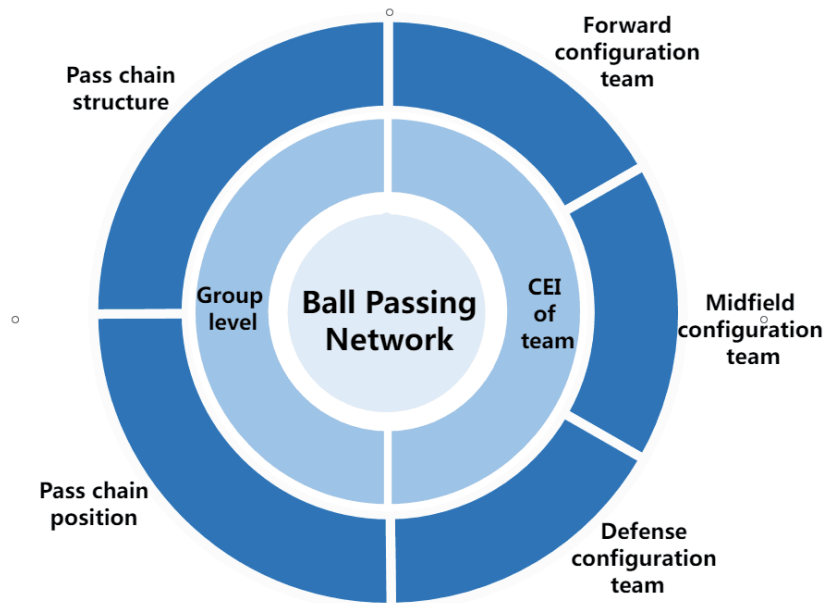 Forward
configuration
team
Pass chain
structure
Group
level
Ball Passing
Network
CEI
of
team
Midfield
configuration
team
Pass chain
position
Defense
configuration
team